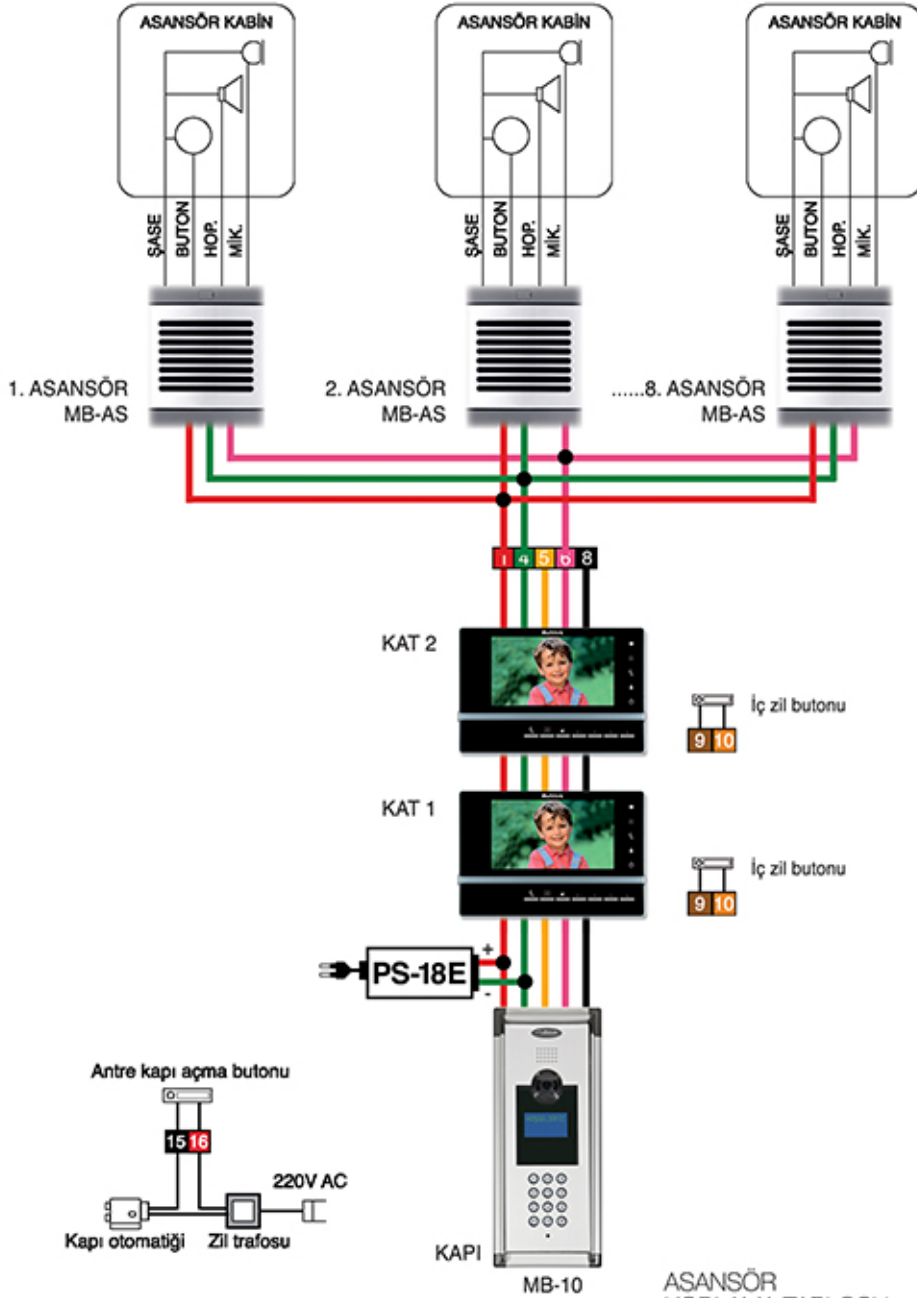 ASANSÖR KABİN
ASANSÖR KABİN
ASANSÖR KABİN
ŞASE
BUTON
HOP.
MİK.
ŞASE
BUTON
HOP.
MİK.
ŞASE
BUTON
HOP.
MİK.
1. ASANSÖR
MB-AS
2. ASANSÖR
MB-AS
......8. ASANSÖR
MB-AS
1 4 5 6 8
KAT 2
İç zil butonu
9 10
KAT 1
İç zil butonu
9 10
+
PS-18E
-
Antre kapı açma butonu
15 16
220V AC
Kapı otomatiği
Zil trafosu
KAPI
MB-10
ASANSÖR